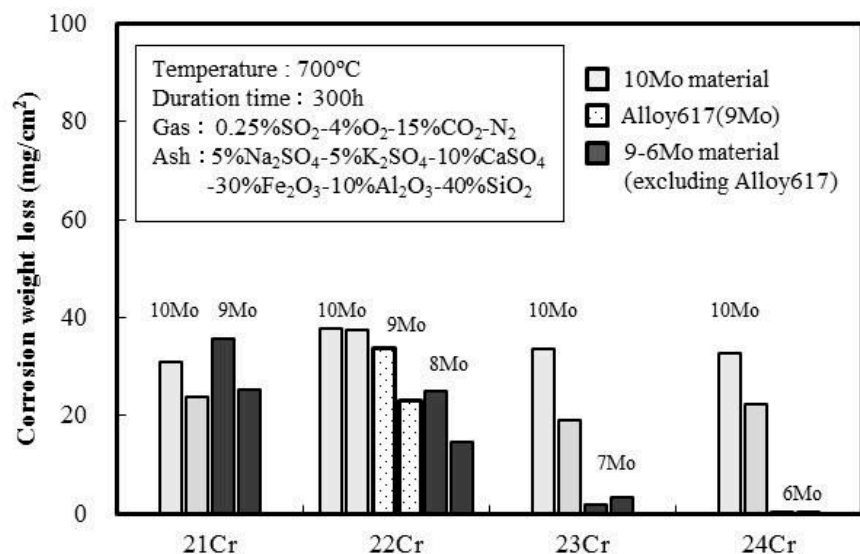 Corrosion weight loss (mg/cm²)
100
80
60
40
20
0
Temperature : 700°C
Duration time : 300h
Gas : 0.25%SO₂-4%O₂-15%CO₂-N₂
Ash : 5%Na₂SO₄-5%K₂SO₄-10%CaSO₄
-30%Fe₂O₃-10%Al₂O₃-40%SiO₂
10Mo material
Alloy617(9Mo)
9-6Mo material
(excluding Alloy617)
10Mo 9Mo
10Mo
9Mo
8Mo
10Mo
7Mo
10Mo
6Mo
21Cr 22Cr 23Cr 24Cr